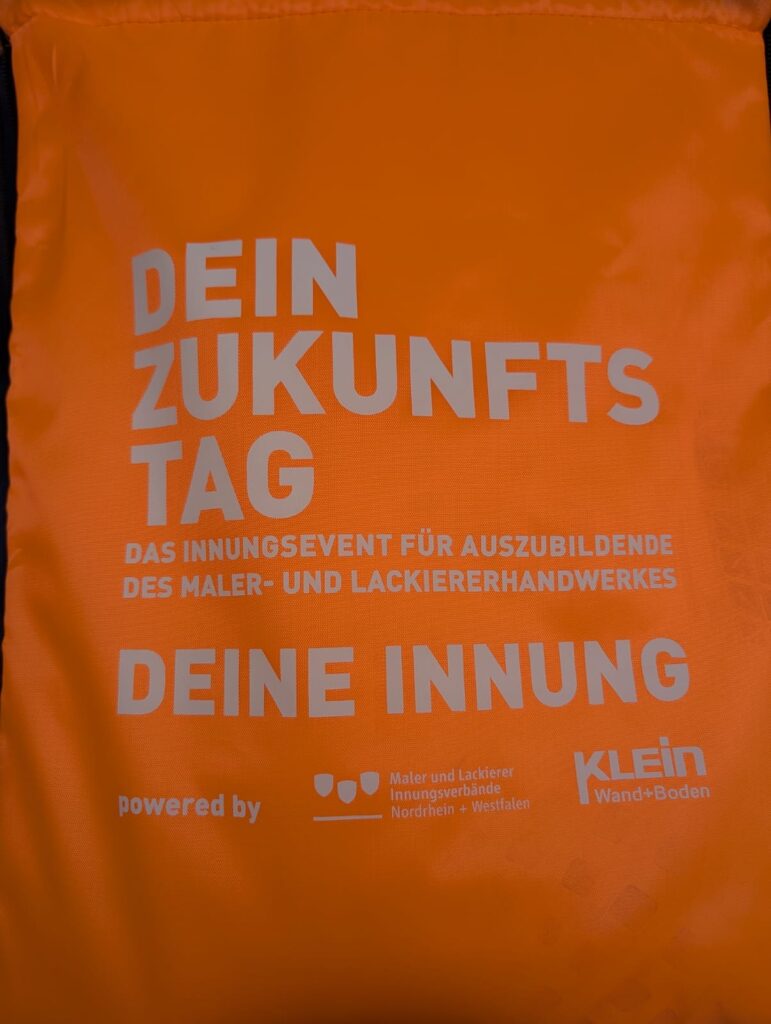 DEIN
ZUKUNFTS
TAG
DAS INNUNGSEVENT FÜR AUSZUBILDENDE
DES MALER- UND LACKIERERHANDWERKES
DEINE INNUNG
powered by
Maler und Lackierer
Innungsverbände
Nordrhein + Westfalen
KLEIN
Wand+Boden